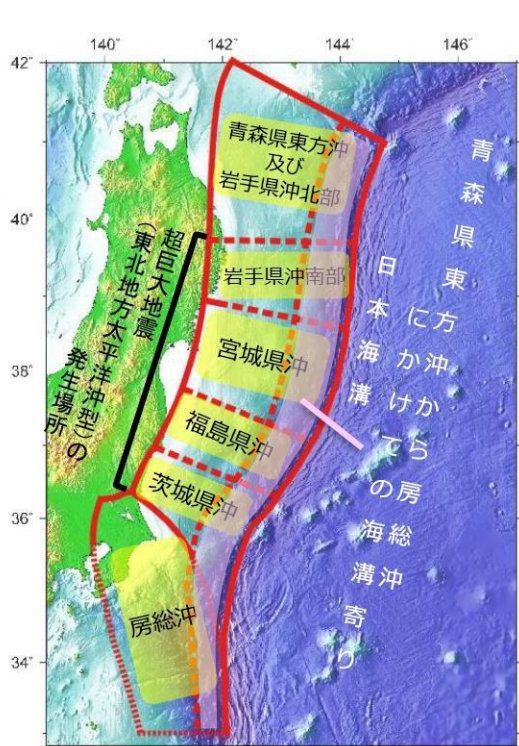 140°
142°
144°
146°
42°
40°
38°
36°
34°
青森県東方沖
及び
岩手県沖北部
岩手県沖南部
宮城県沖
福島県沖
茨城県沖
房総沖
超巨大地震
(東北地方太平洋沖型)の
発生場所
日本海溝
青森県東方沖から房総沖
にかけての海溝寄り